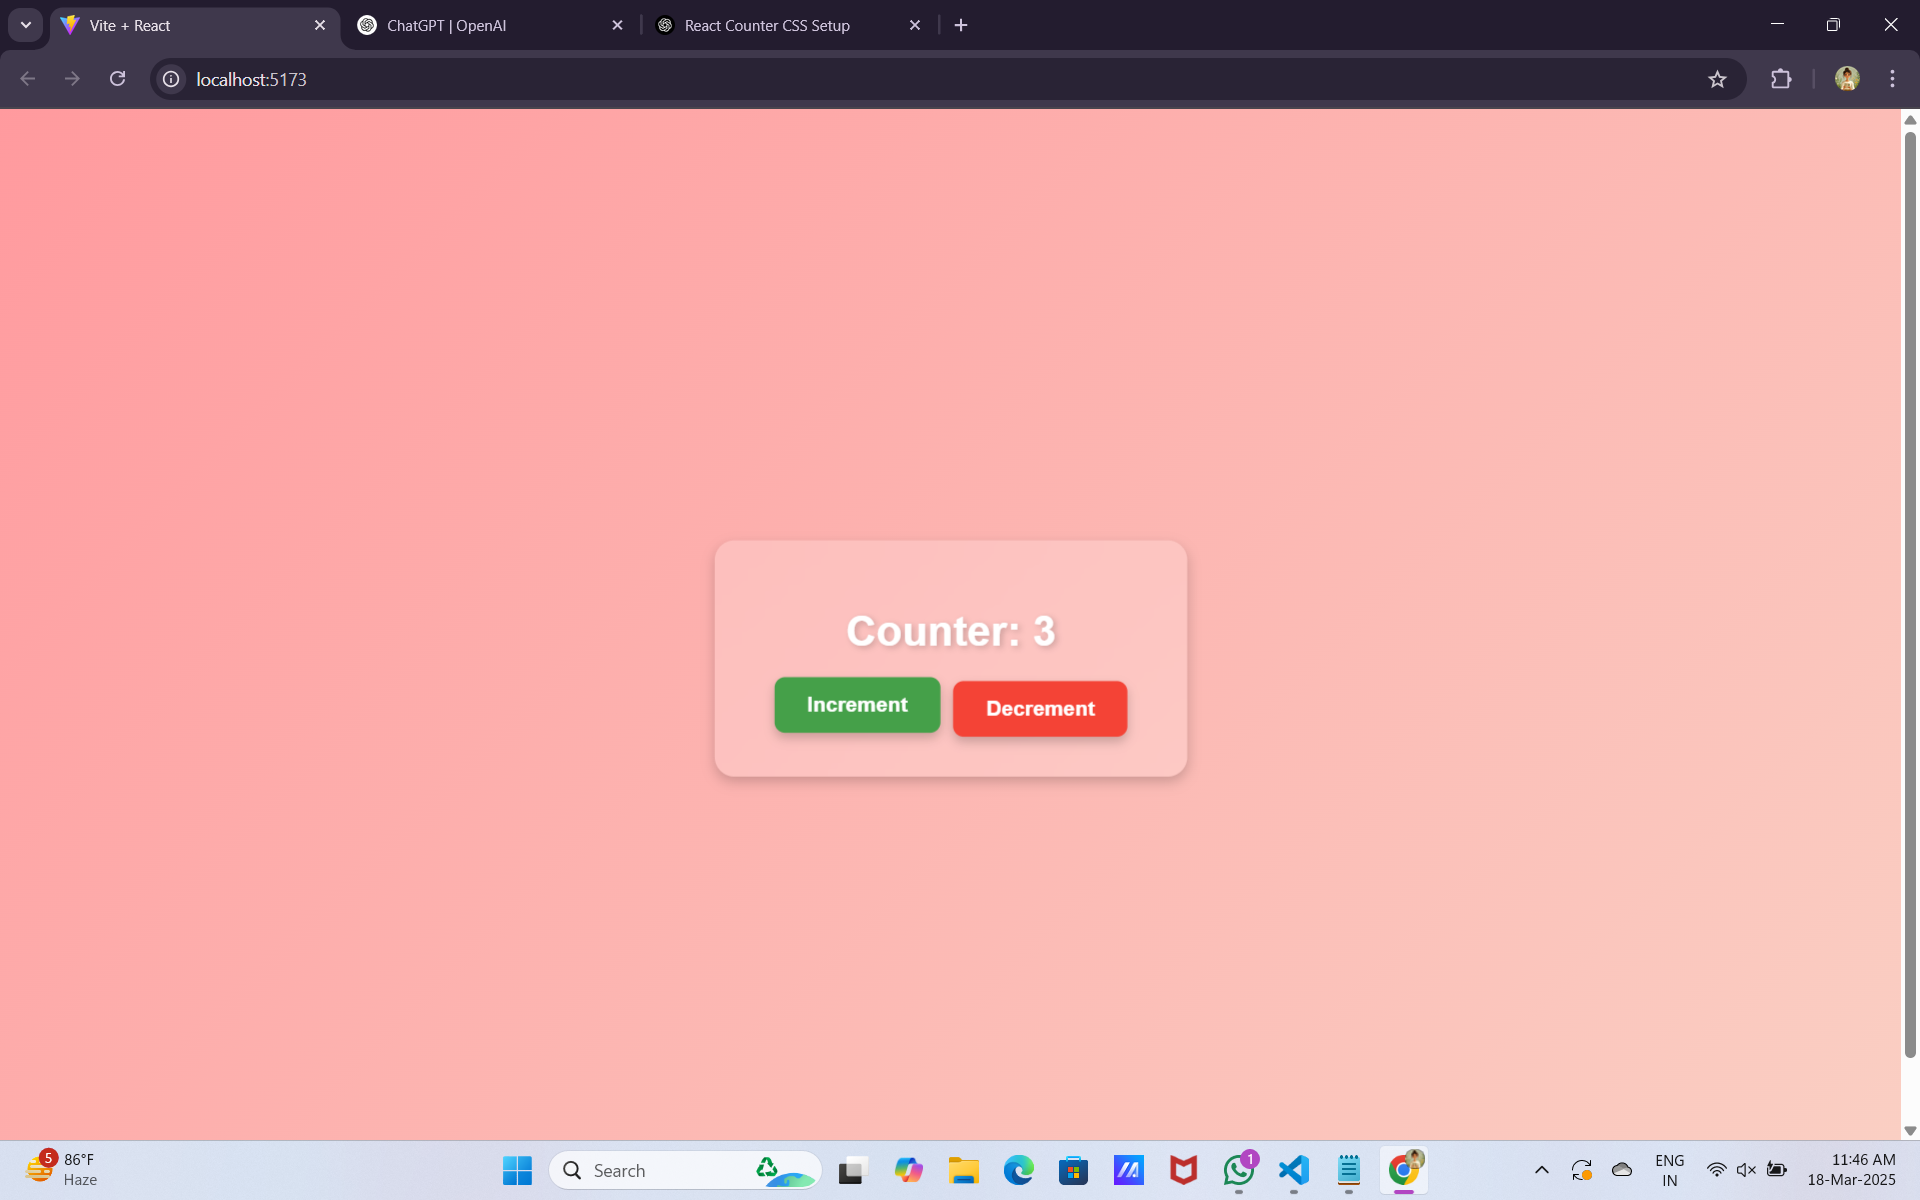 Vite + React
ChatGPT | OpenAI
React Counter CSS Setup
localhost:5173
Counter: 3
Increment
Decrement
5
86°F
Haze
Search
1
ENG
IN
11:46 AM
18-Mar-2025